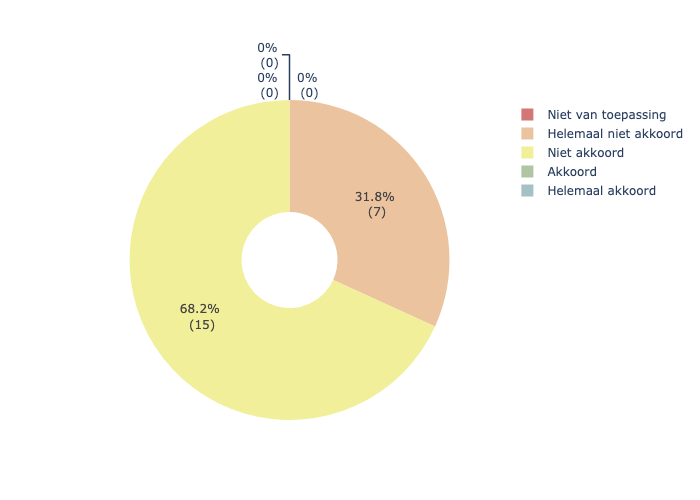 0%
(0)
0%
(0)
0%
(0)
31.8%
(7)
68.2%
(15)
Niet van toepassing
Helemaal niet akkoord
Niet akkoord
Akkoord
Helemaal akkoord